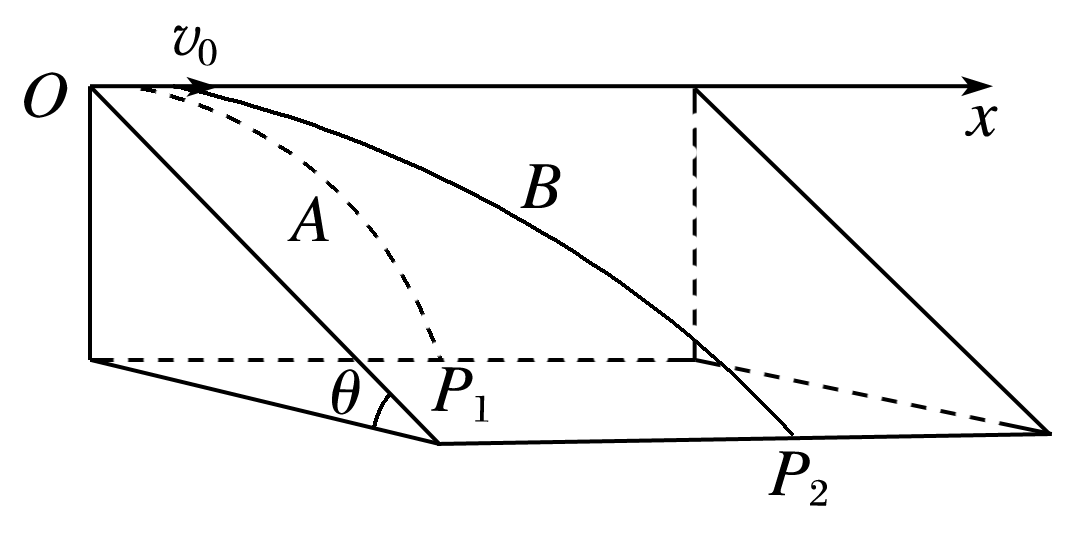 v₀
O
x
B
A
θ
P₁
P₂